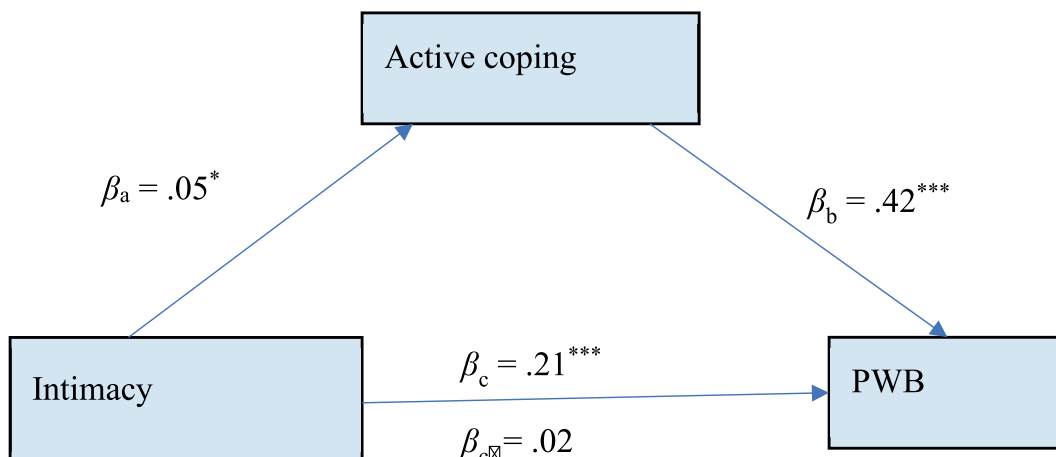 Active coping
βa = .05*
βb = .42***
βc = .21***
Intimacy
PWB
βc = .02